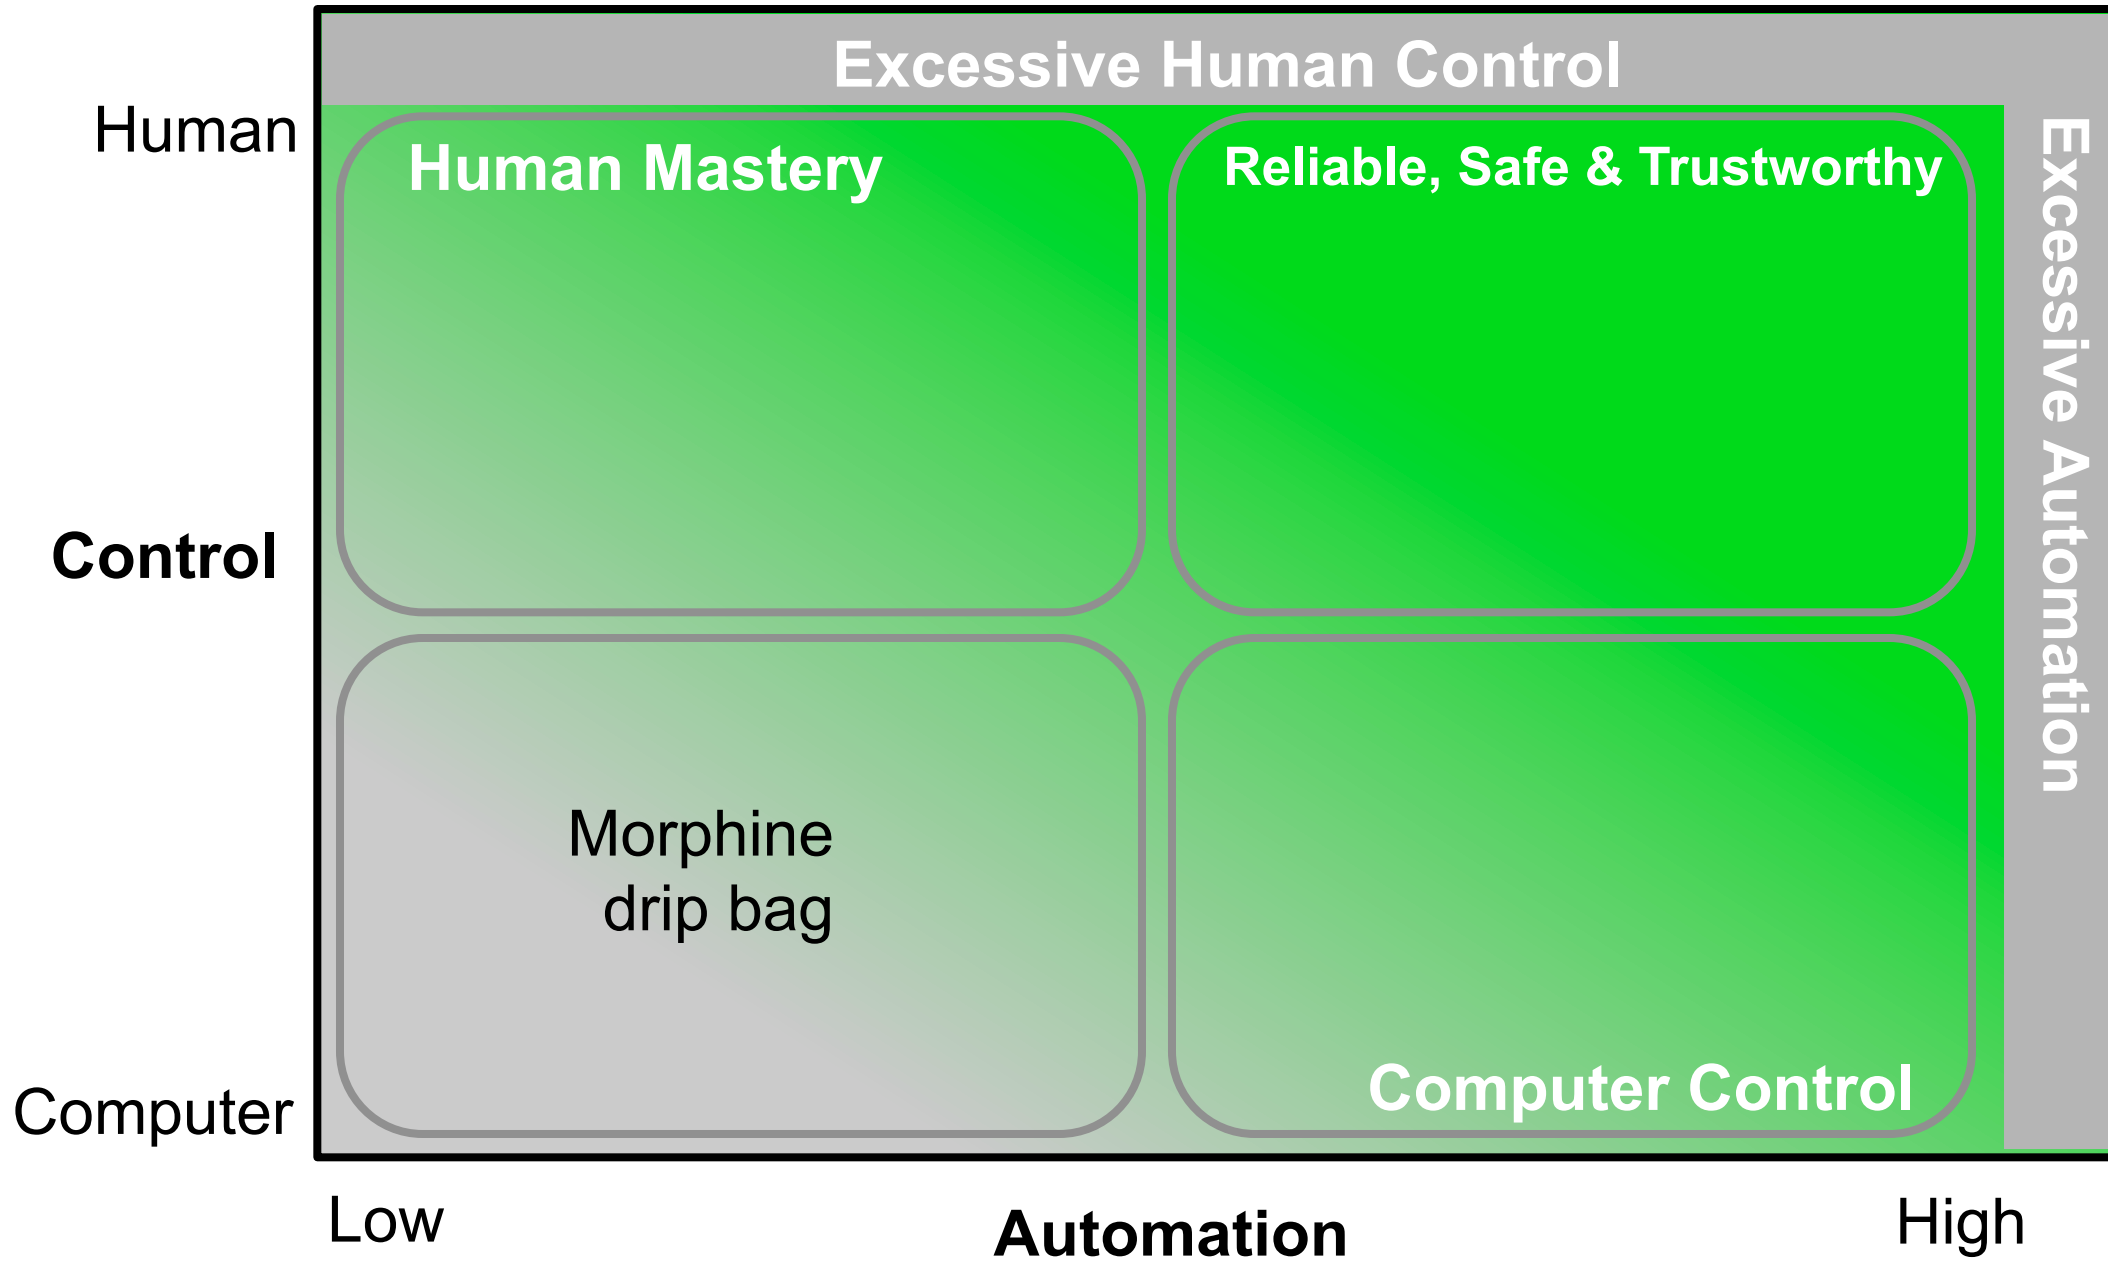 Excessive Human Control
Human
Human Mastery
Reliable, Safe & Trustworthy
Excessive Automation
Control
Morphine
drip bag
Computer Control
Computer
Low
Automation
High